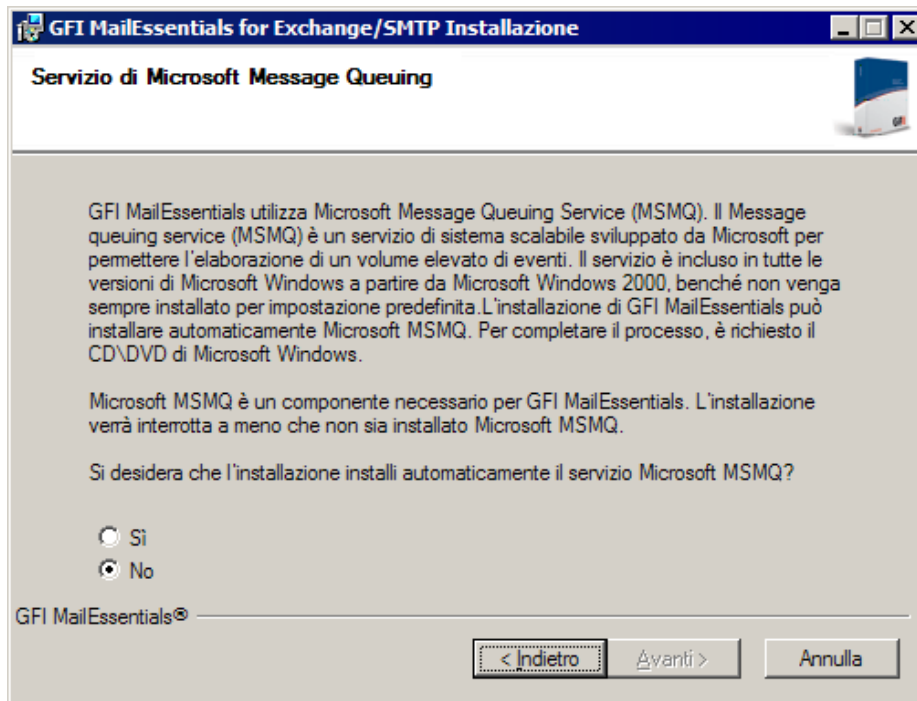 GFI MailEssentials for Exchange/SMTP Installazione
Servizio di Microsoft Message Queuing
GFI
GFI MailEssentials utilizza Microsoft Message Queuing Service (MSMQ). Il Message
queuing service (MSMQ) è un servizio di sistema scalabile sviluppato da Microsoft per
permettere l'elaborazione di un volume elevato di eventi. Il servizio è incluso in tutte le
versioni di Microsoft Windows a partire da Microsoft Windows 2000, benché non venga
sempre installato per impostazione predefinita.L'installazione di GFI MailEssentials può
installare automaticamente Microsoft MSMQ. Per completare il processo, è richiesto il
CD\DVD di Microsoft Windows.
Microsoft MSMQ è un componente necessario per GFI MailEssentials. L'installazione
verrà interrotta a meno che non sia installato Microsoft MSMQ.
Si desidera che l'installazione installi automaticamente il servizio Microsoft MSMQ?
Sì
No
GFI MailEssentials®
< Indietro
Avanti >
Annulla